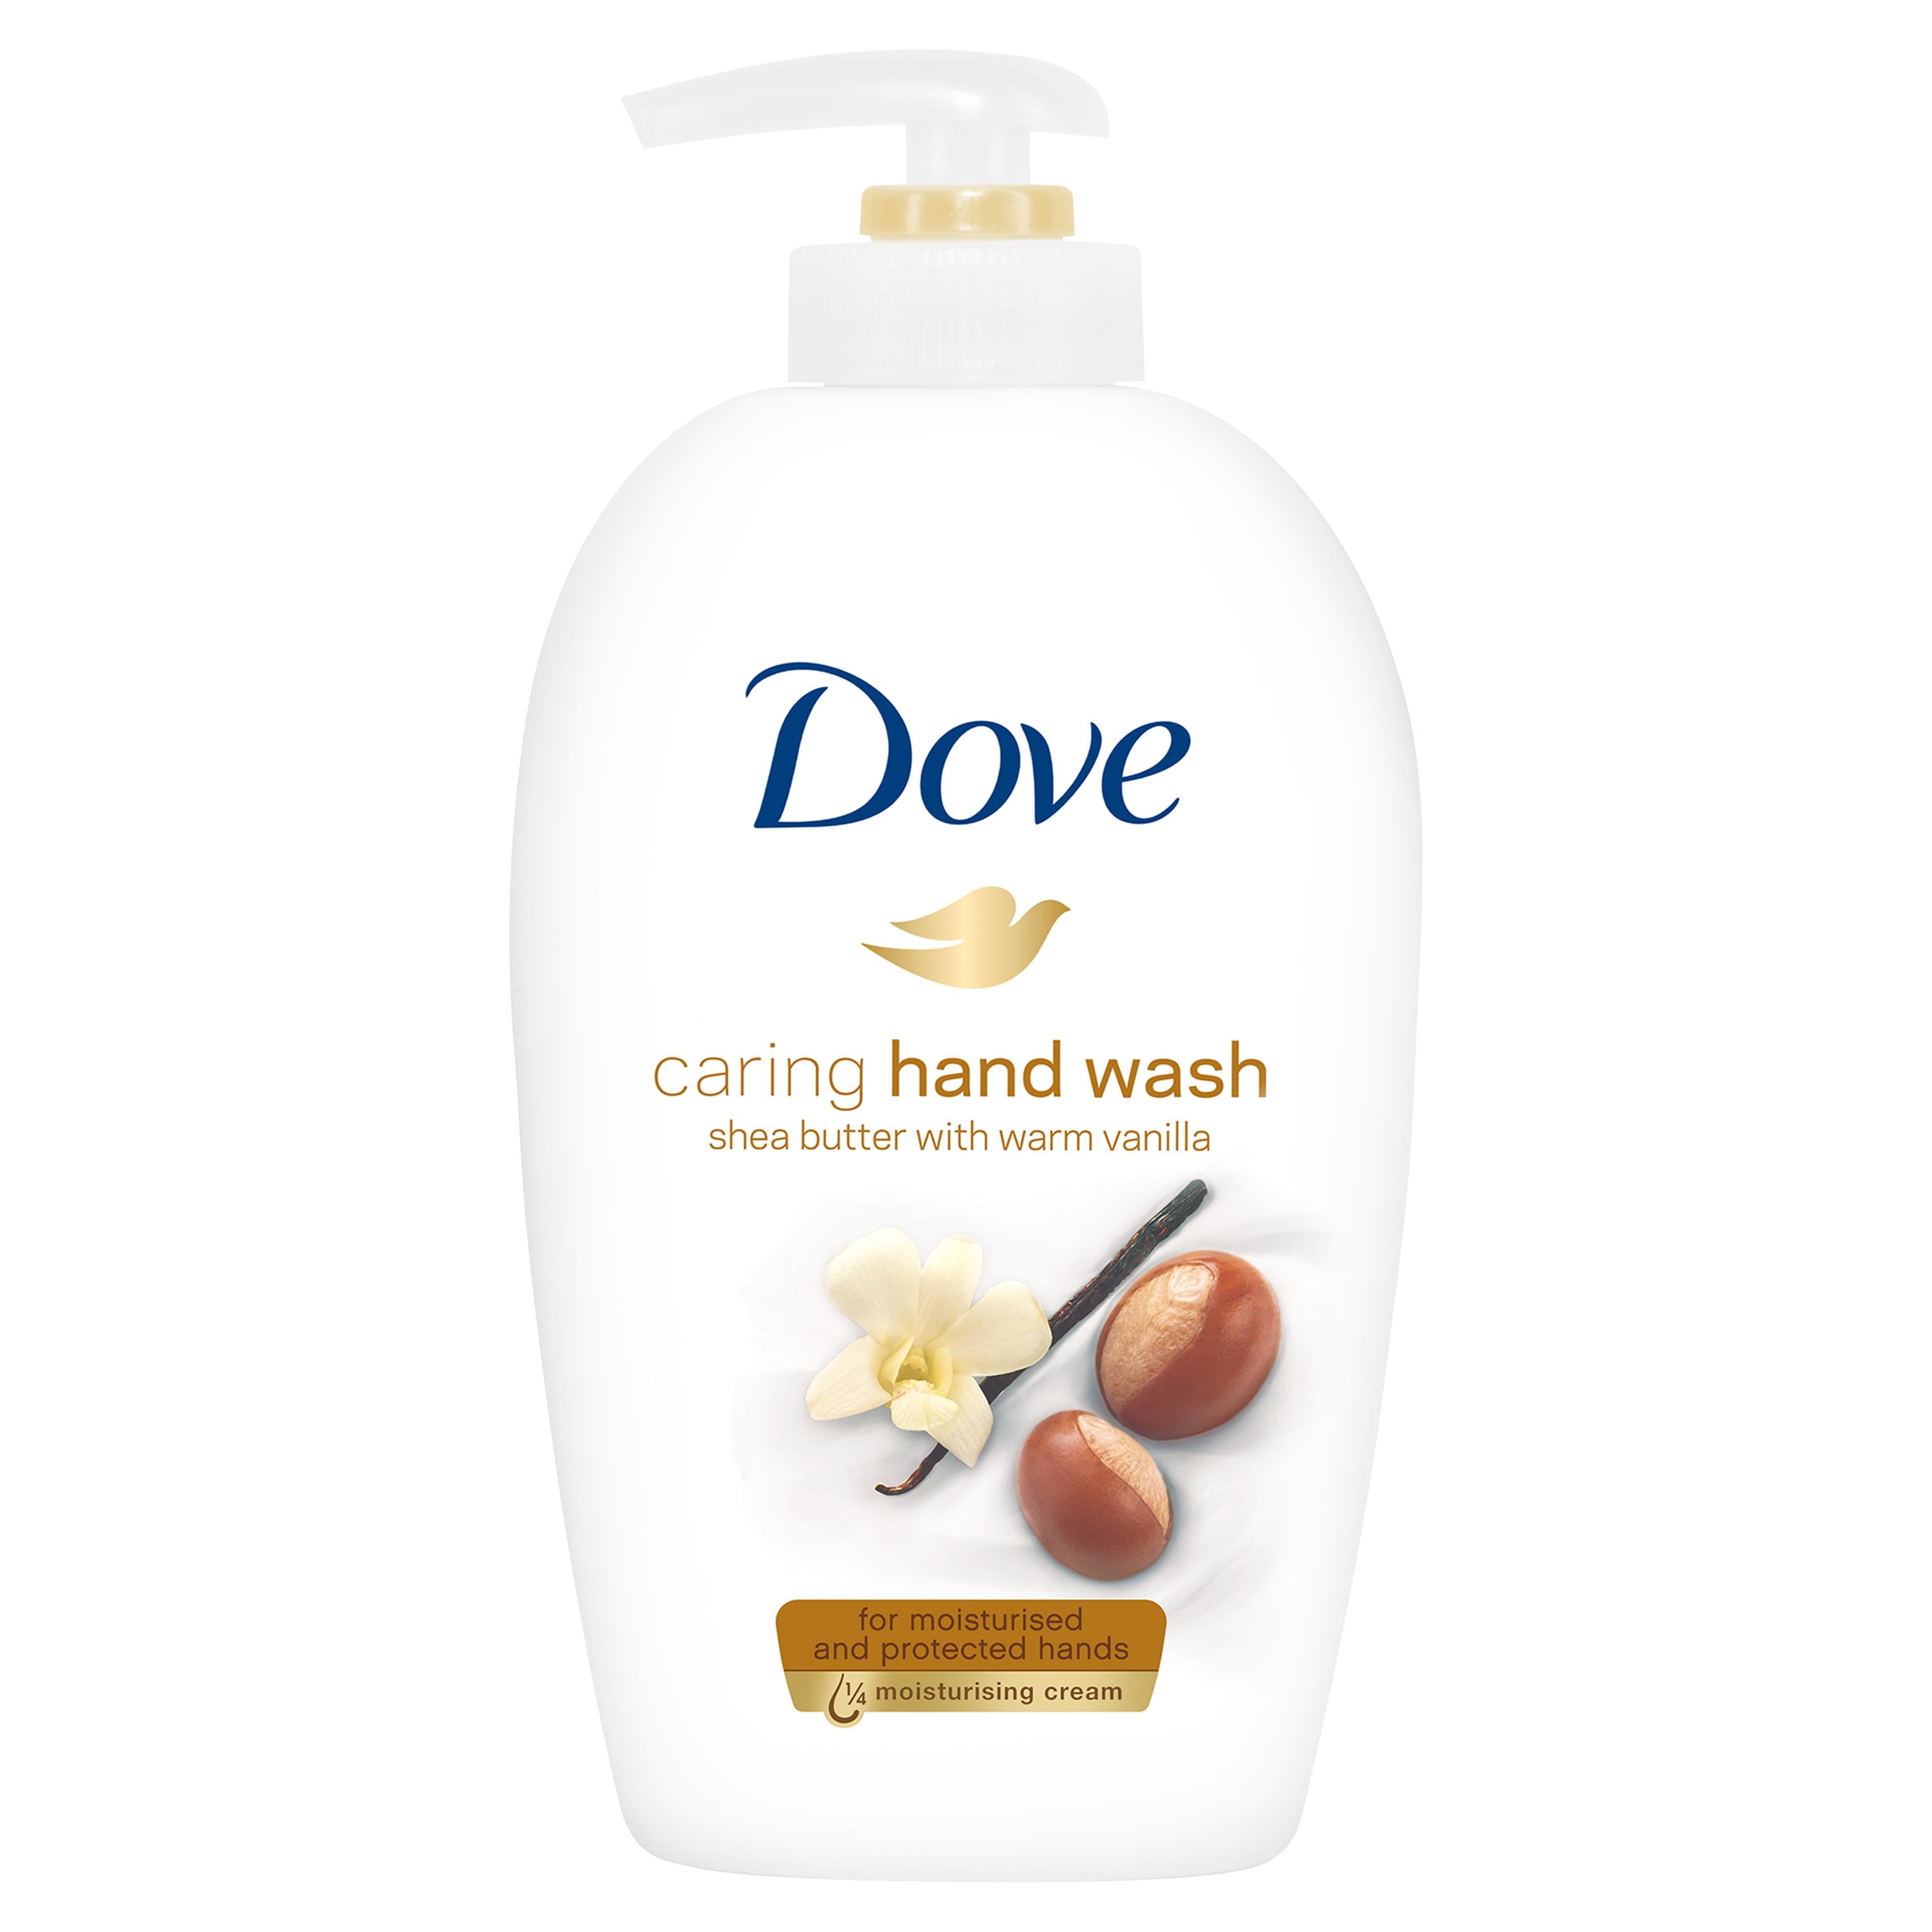 Dove
caring hand wash
shea butter with warm vanilla
for moisturised
and protected hands
1/4 moisturising cream